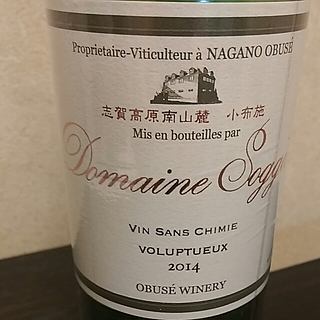 Proprietaire-Viticulteur à NAGANO OBUSÉ
志賀高原南山麓 小布施
Mis en bouteilles par
Domaine
VIN SANS CHIMIE
VOLUPTUEUX
2014
OBUSÉ WINERY